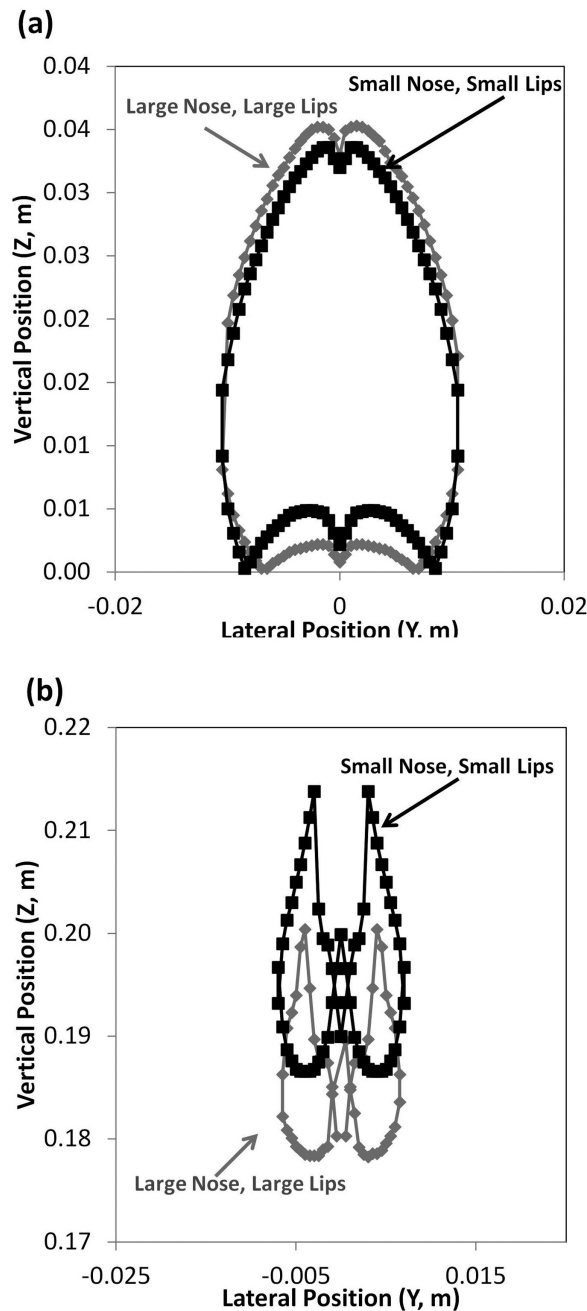 (a)
0.04
Small Nose, Small Lips
Large Nose, Large Lips
0.04
0.03
0.03
0.02
0.02
0.01
0.01
0.00
Vertical Position (Z, m)
-0.02 0 0.02
Lateral Position (Y, m)
(b)
0.22
Small Nose, Small Lips
0.21
0.20
0.19
0.18
Large Nose, Large Lips
0.17
Vertical Position (Z, m)
-0.025 -0.005 0.015
Lateral Position (Y, m)